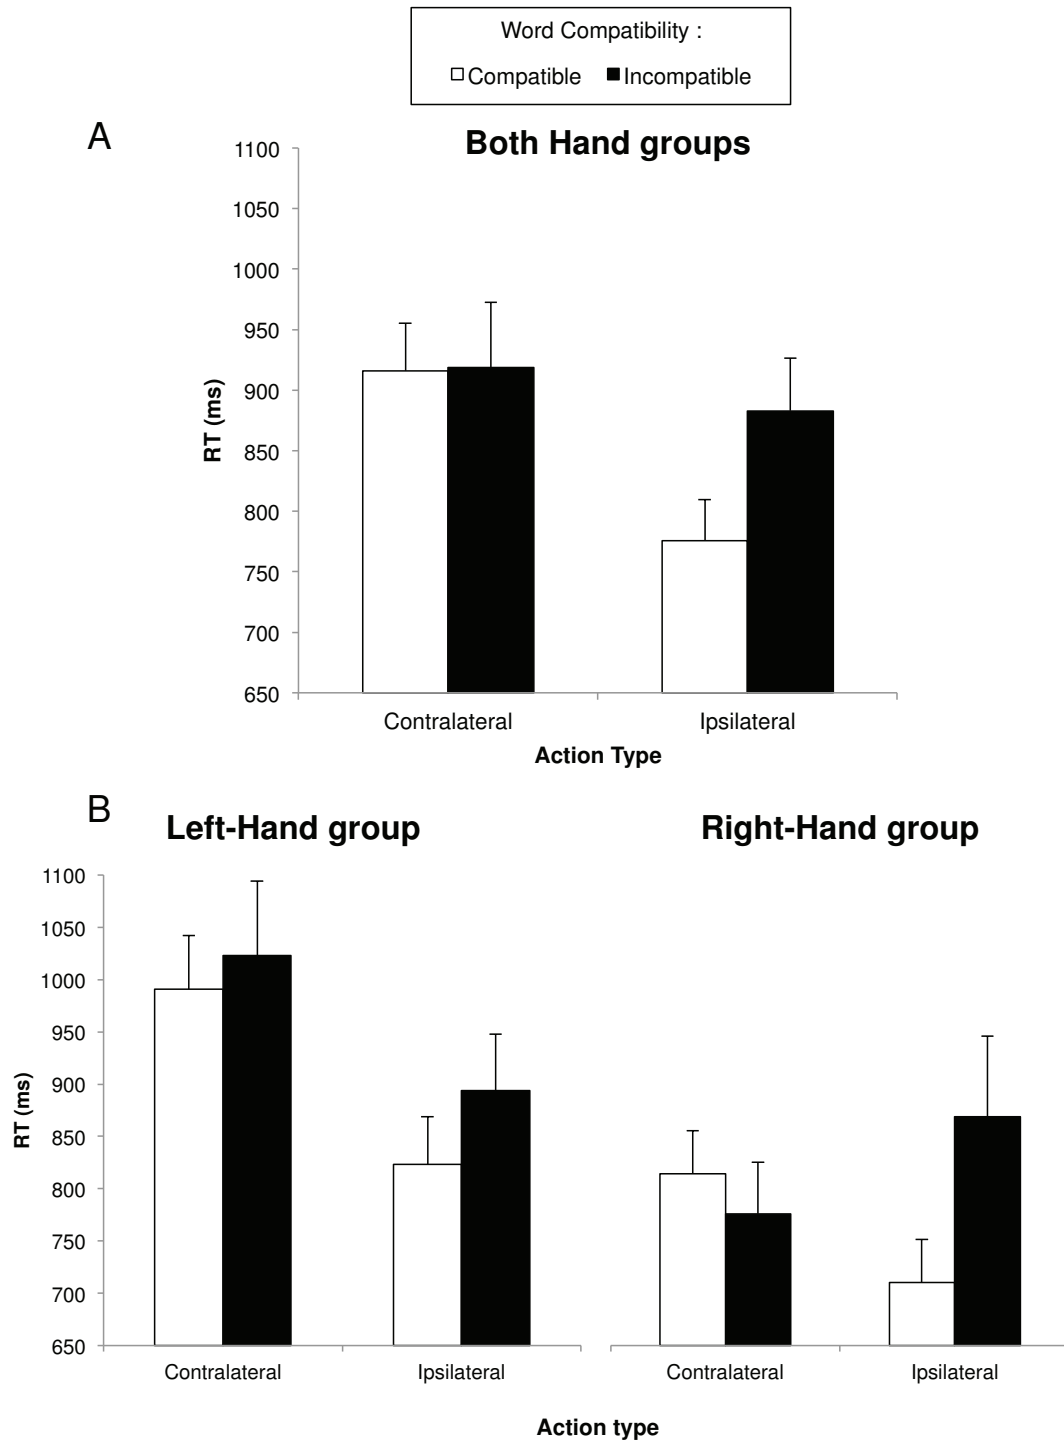 Word Compatibility :
Compatible Incompatible
A
Both Hand groups
1100
1050
1000
950
900
850
800
750
700
650
RT (ms)
Contralateral Ipsilateral
Action Type
B
Left-Hand group Right-Hand group
1100
1050
1000
950
900
850
800
750
700
650
RT (ms)
Contralateral Ipsilateral Contralateral Ipsilateral
Action type